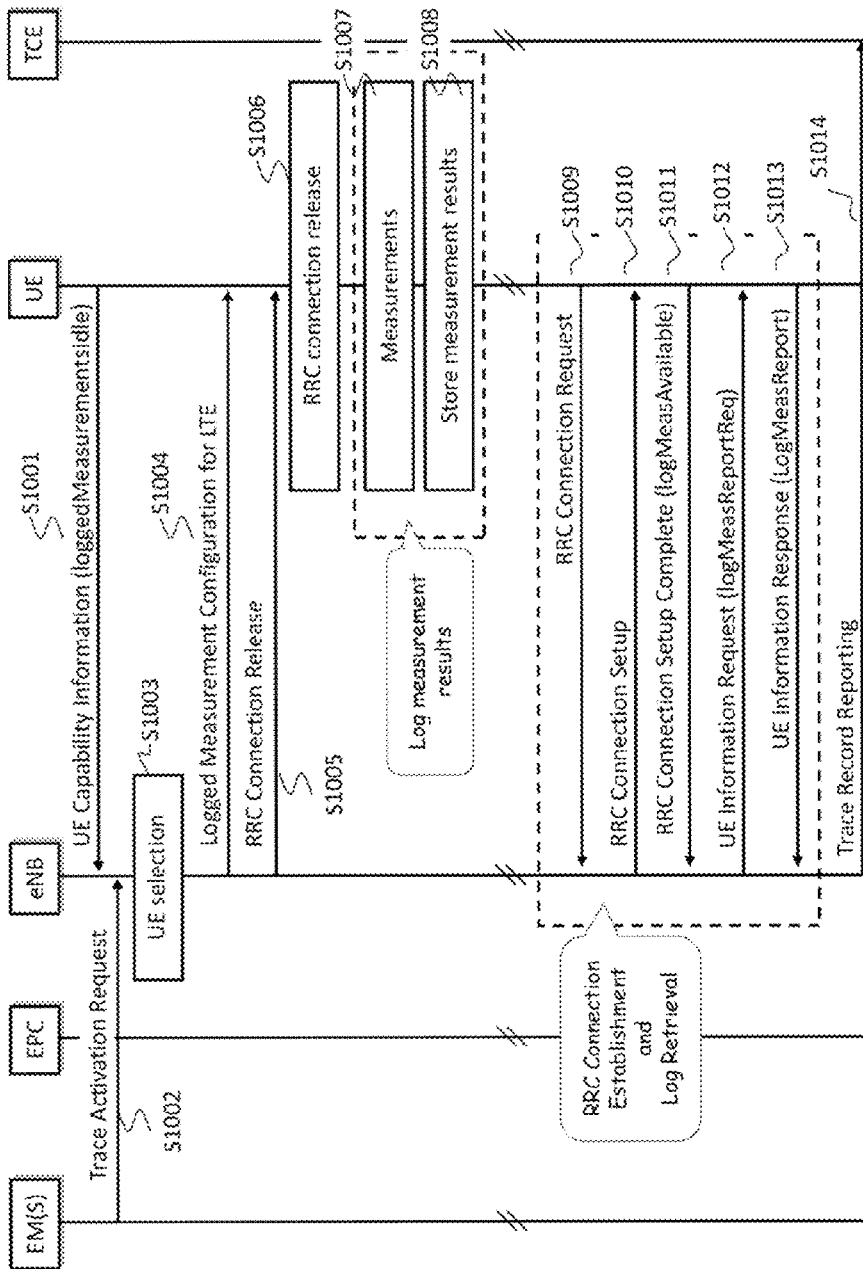 EM(S)
EPC
eNB
UE
TCE
S1001
UE Capability Information (loggedMeasurementsIdle)
Trace Activation Request
S1002
UE selection
S1003
S1004
Logged Measurement Configuration for LTE
RRC Connection Release
S1005
S1006
RRC connection release
S1007
Measurements
S1008
Store measurement results
Log measurement
results
RRC Connection
Establishment
and
Log Retrieval
RRC Connection Request
S1009
RRC Connection Setup
S1010
RRC Connection Setup Complete (logMeasAvailable)
S1011
UE Information Request (logMeasReportReq)
S1012
UE Information Response (LogMeasReport)
S1013
Trace Record Reporting
S1014